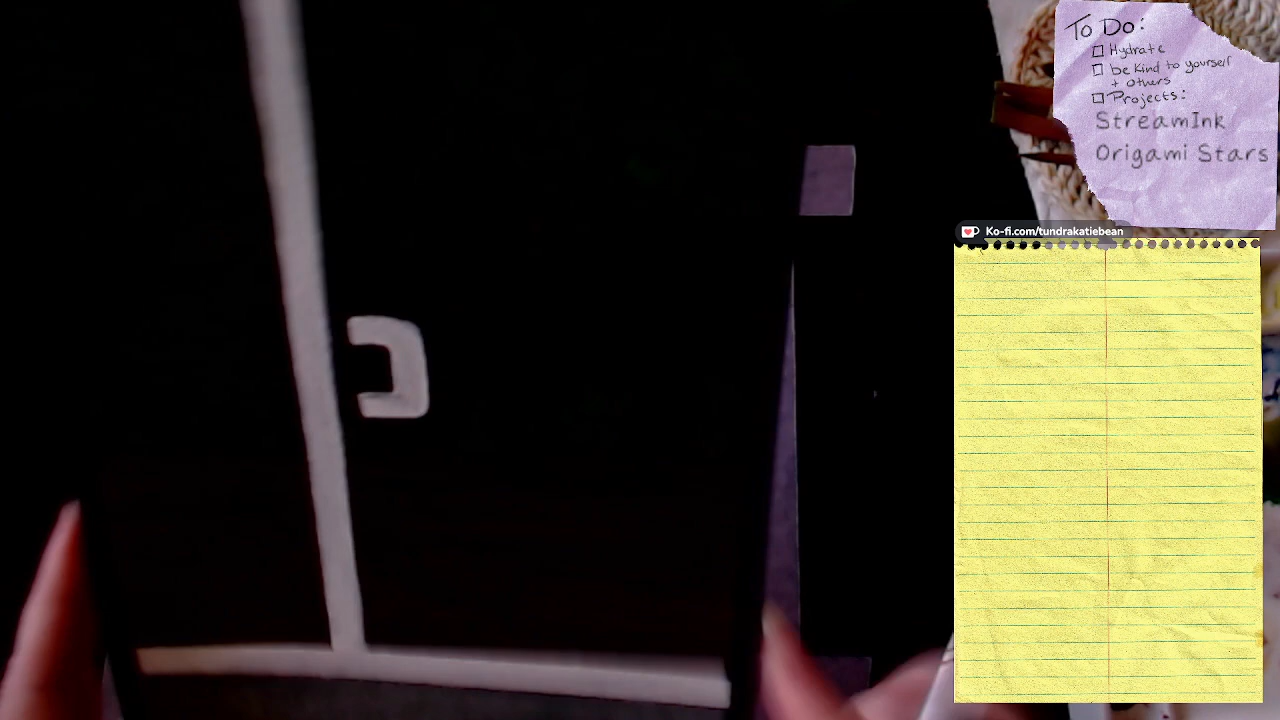 To Do:
Hydrate
be kind to yourself
+ others
Projects:
StreamInk
Origami Stars
Ko-fi.com/tundrakatiebean